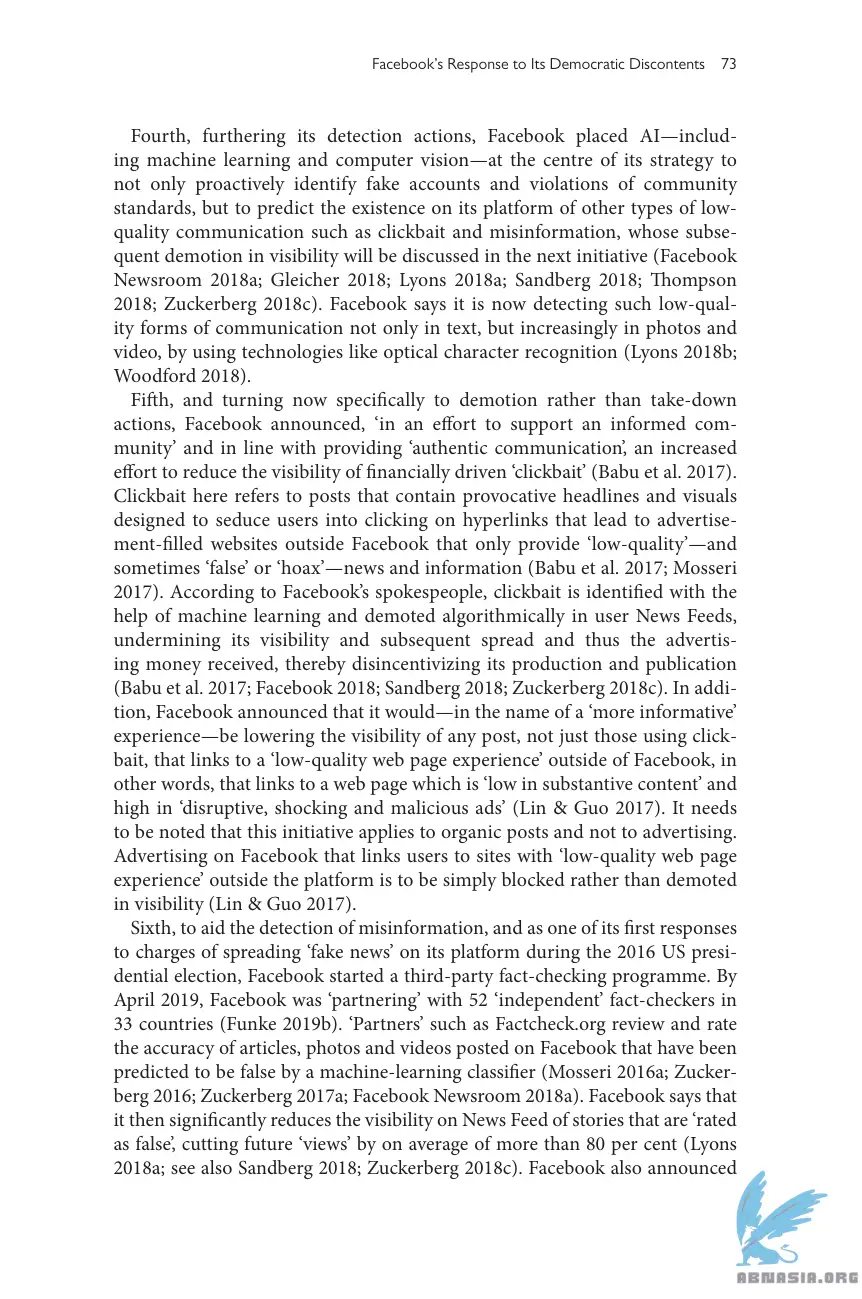 Facebook's Response to Its Democratic Discontents 73
Fourth, furthering its detection actions, Facebook placed AI—includ-
ing machine learning and computer vision—at the centre of its strategy to
not only proactively identify fake accounts and violations of community
standards, but to predict the existence on its platform of other types of low-
quality communication such as clickbait and misinformation, whose subse-
quent demotion in visibility will be discussed in the next initiative (Facebook
Newsroom 2018a; Gleicher 2018; Lyons 2018a; Sandberg 2018; Thompson
2018; Zuckerberg 2018c). Facebook says it is now detecting such low-qual-
ity forms of communication not only in text, but increasingly in photos and
video, by using technologies like optical character recognition (Lyons 2018b;
Woodford 2018).
Fifth, and turning now specifically to demotion rather than take-down
actions, Facebook announced, ‘in an effort to support an informed com-
munity’ and in line with providing ‘authentic communication’, an increased
effort to reduce the visibility of financially driven ‘clickbait’ (Babu et al. 2017).
Clickbait here refers to posts that contain provocative headlines and visuals
designed to seduce users into clicking on hyperlinks that lead to advertise-
ment-filled websites outside Facebook that only provide ‘low-quality’—and
sometimes ‘false’ or ‘hoax’—news and information (Babu et al. 2017; Mosseri
2017). According to Facebook’s spokespeople, clickbait is identified with the
help of machine learning and demoted algorithmically in user News Feeds,
undermining its visibility and subsequent spread and thus the advertis-
ing money received, thereby disincentivizing its production and publication
(Babu et al. 2017; Facebook 2018; Sandberg 2018; Zuckerberg 2018c). In addi-
tion, Facebook announced that it would—in the name of a ‘more informative’
experience—be lowering the visibility of any post, not just those using click-
bait, that links to a ‘low-quality web page experience’ outside of Facebook, in
other words, that links to a web page which is ‘low in substantive content’ and
high in ‘disruptive, shocking and malicious ads’ (Lin & Guo 2017). It needs
to be noted that this initiative applies to organic posts and not to advertising.
Advertising on Facebook that links users to sites with ‘low-quality web page
experience’ outside the platform is to be simply blocked rather than demoted
in visibility (Lin & Guo 2017).
Sixth, to aid the detection of misinformation, and as one of its first responses
to charges of spreading ‘fake news’ on its platform during the 2016 US presi-
dential election, Facebook started a third-party fact-checking programme. By
April 2019, Facebook was ‘partnering’ with 52 ‘independent’ fact-checkers in
33 countries (Funke 2019b). ‘Partners’ such as Factcheck.org review and rate
the accuracy of articles, photos and videos posted on Facebook that have been
predicted to be false by a machine-learning classifier (Mosseri 2016a; Zucker-
berg 2016; Zuckerberg 2017a; Facebook Newsroom 2018a). Facebook says that
it then significantly reduces the visibility on News Feed of stories that are ‘rated
as false’, cutting future ‘views’ by on average of more than 80 per cent (Lyons
2018a; see also Sandberg 2018; Zuckerberg 2018c). Facebook also announced
ABNASIA.ORG